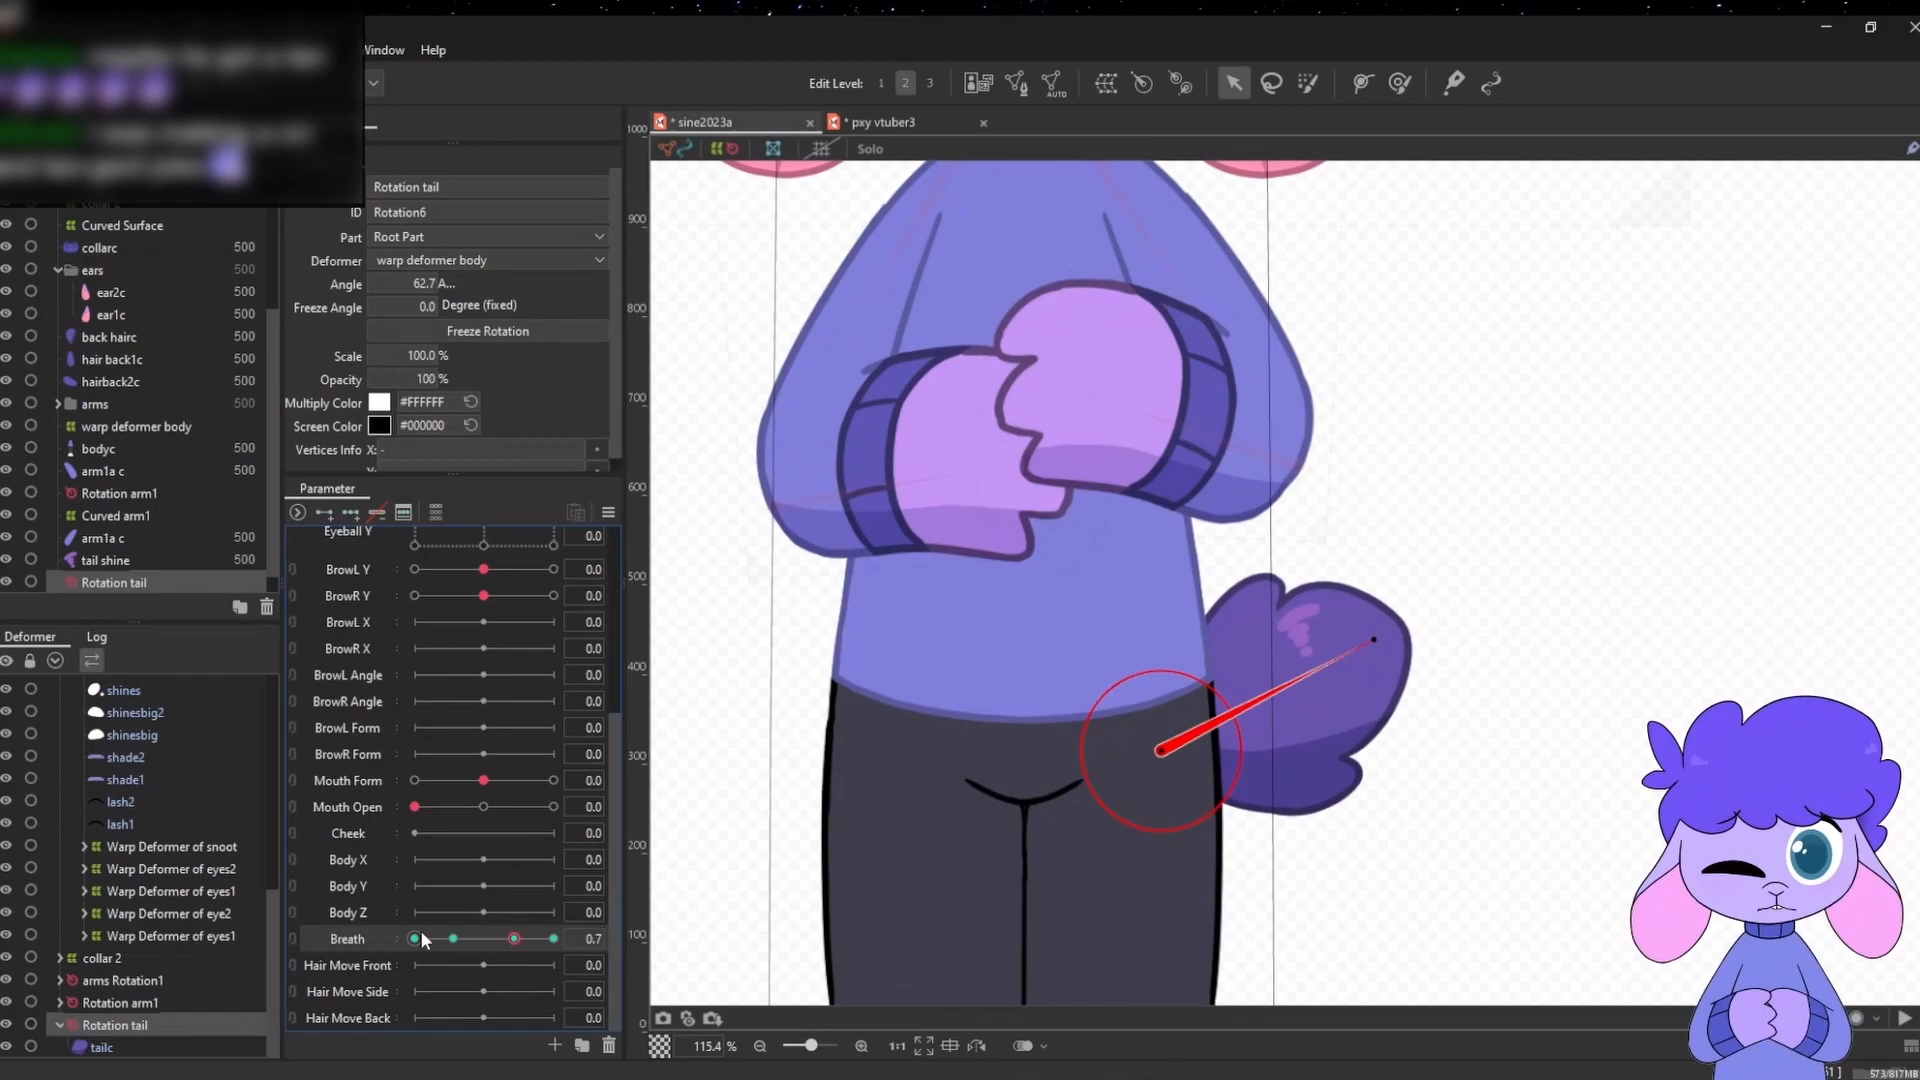 Window Help
Edit Level: 1 2 3
AUTO
* sine2023a
* pxy vtuber3
Solo
Rotation tail
ID Rotation6
Part Root Part
Deformer warp deformer body
Angle 62.7 A...
Freeze Angle 0.0 Degree (fixed)
Freeze Rotation
Scale 100.0 %
Opacity 100 %
Multiply Color #FFFFFF
Screen Color #000000
Vertices Info X: -
collar 2
Curved Surface
collarc 500
ears 500
ear2c 500
ear1c 500
back hairc 500
hair back1c 500
hairback2c 500
arms 500
warp deformer body
bodyc 500
arm1a c 500
Rotation arm1
Curved arm1
arm1a c 500
tail shine 500
Rotation tail
Deformer Log
shines
shinesbig2
shinesbig
shade2
shade1
lash2
lash1
Warp Deformer of snoot
Warp Deformer of eyes2
Warp Deformer of eyes1
Warp Deformer of eye2
Warp Deformer of eyes1
collar 2
arms Rotation1
Rotation arm1
Rotation tail
tailc
Parameter
Eyeball Y 0.0
BrowL Y 0.0
BrowR Y 0.0
BrowL X 0.0
BrowR X 0.0
BrowL Angle 0.0
BrowR Angle 0.0
BrowL Form 0.0
BrowR Form 0.0
Mouth Form 0.0
Mouth Open 0.0
Cheek 0.0
Body X 0.0
Body Y 0.0
Body Z 0.0
Breath 0.7
Hair Move Front 0.0
Hair Move Side 0.0
Hair Move Back 0.0
1000
900
800
700
600
500
400
300
200
100
0
115.4 %
1:1
573/817MB